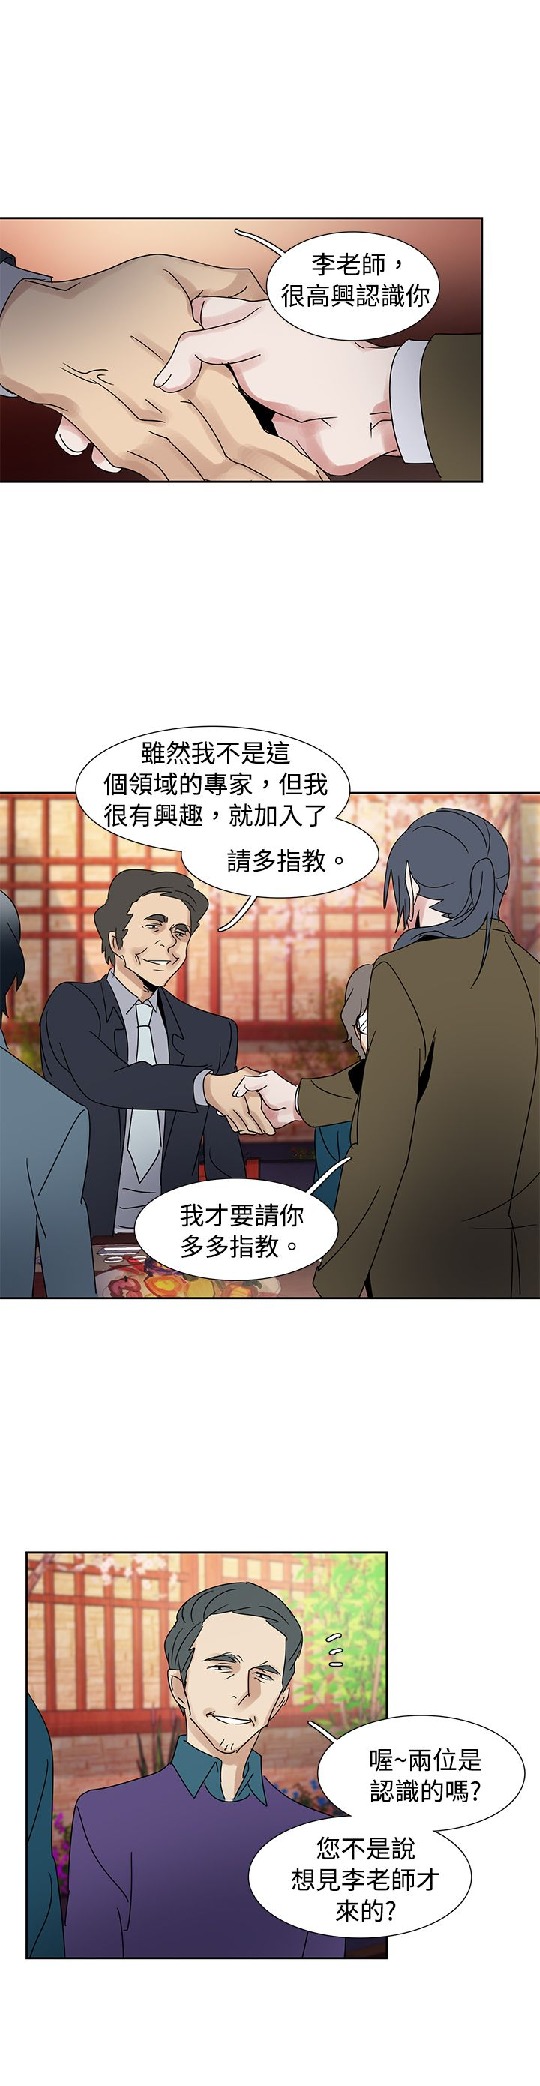 李老師，
很高興認識你
雖然我不是這
個領域的專家，但我
很有興趣，就加入了
請多指教。
我才要請你
多多指教。
喔~兩位是
認識的嗎?
您不是說
想見李老師才
來的?